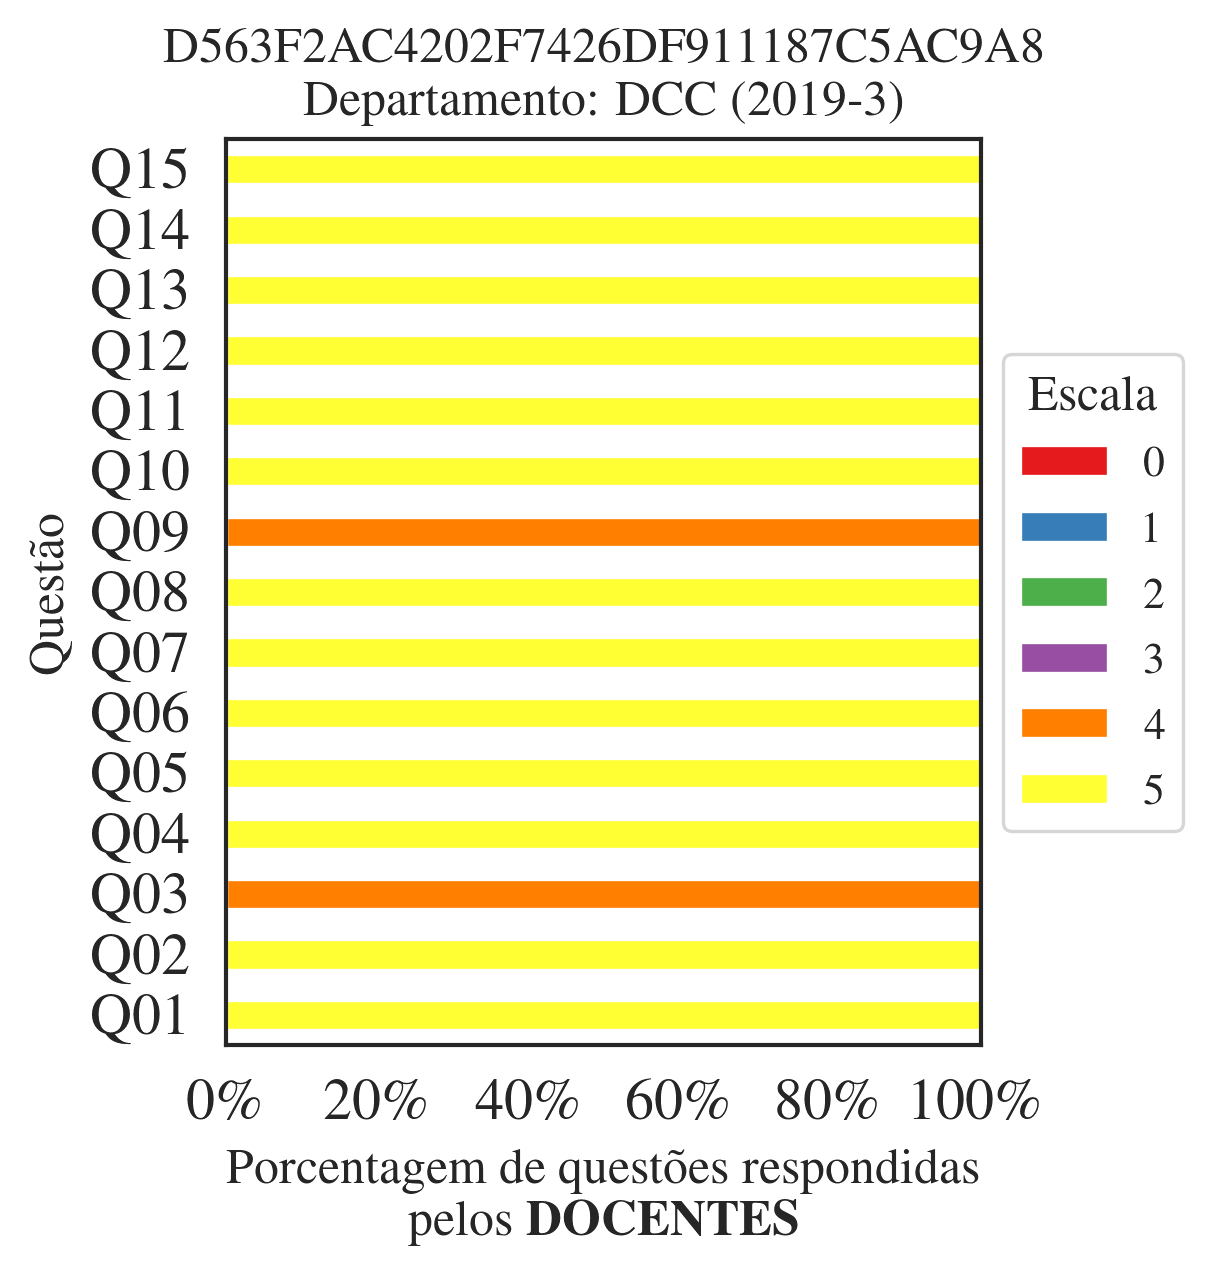 D563F2AC4202F7426DF911187C5AC9A8
Departamento: DCC (2019-3)
Questão
Q15
Q14
Q13
Q12
Q11
Q10
Q09
Q08
Q07
Q06
Q05
Q04
Q03
Q02
Q01
0% 20% 40% 60% 80% 100%
Porcentagem de questões respondidas
pelos DOCENTES
Escala
0
1
2
3
4
5